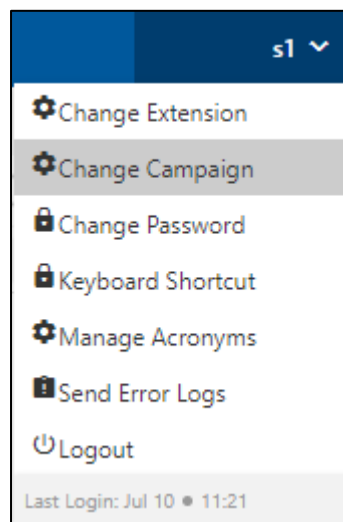 s1
Change Extension
Change Campaign
Change Password
Keyboard Shortcut
Manage Acronyms
Send Error Logs
Logout
Last Login: Jul 10 ● 11:21